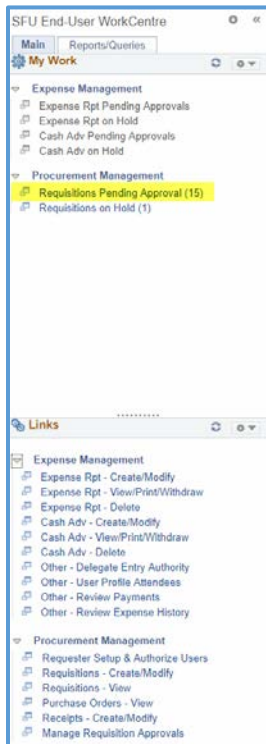 SFU End-User WorkCentre
Main
Reports/Queries
My Work
Expense Management
Expense Rpt Pending Approvals
Expense Rpt on Hold
Cash Adv Pending Approvals
Cash Adv on Hold
Procurement Management
Requisitions Pending Approval (15)
Requisitions on Hold (1)
Links
Expense Management
Expense Rpt - Create/Modify
Expense Rpt - View/Print/Withdraw
Expense Rpt - Delete
Cash Adv - Create/Modify
Cash Adv - View/Print/Withdraw
Cash Adv - Delete
Other - Delegate Entry Authority
Other - User Profile Attendees
Other - Review Payments
Other - Review Expense History
Procurement Management
Requester Setup & Authorize Users
Requisitions - Create/Modify
Requisitions - View
Purchase Orders - View
Receipts - Create/Modify
Manage Requisition Approvals